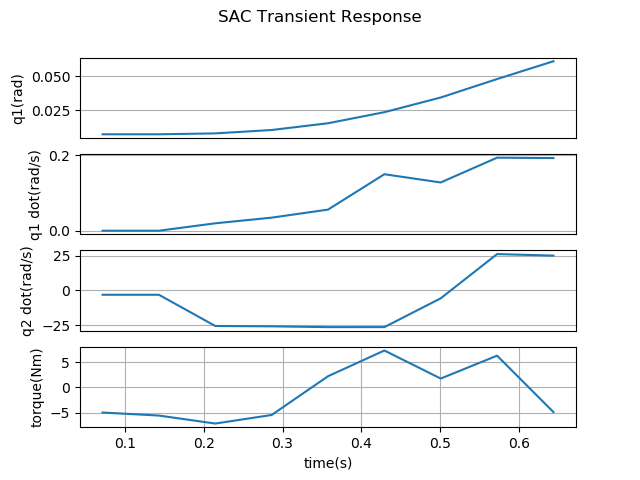 SAC Transient Response
q1(rad)
0.050
0.025
q1 dot(rad/s)
0.2
0.0
q2 dot(rad/s)
25
0
−25
torque(Nm)
5
0
−5
0.1 0.2 0.3 0.4 0.5 0.6
time(s)